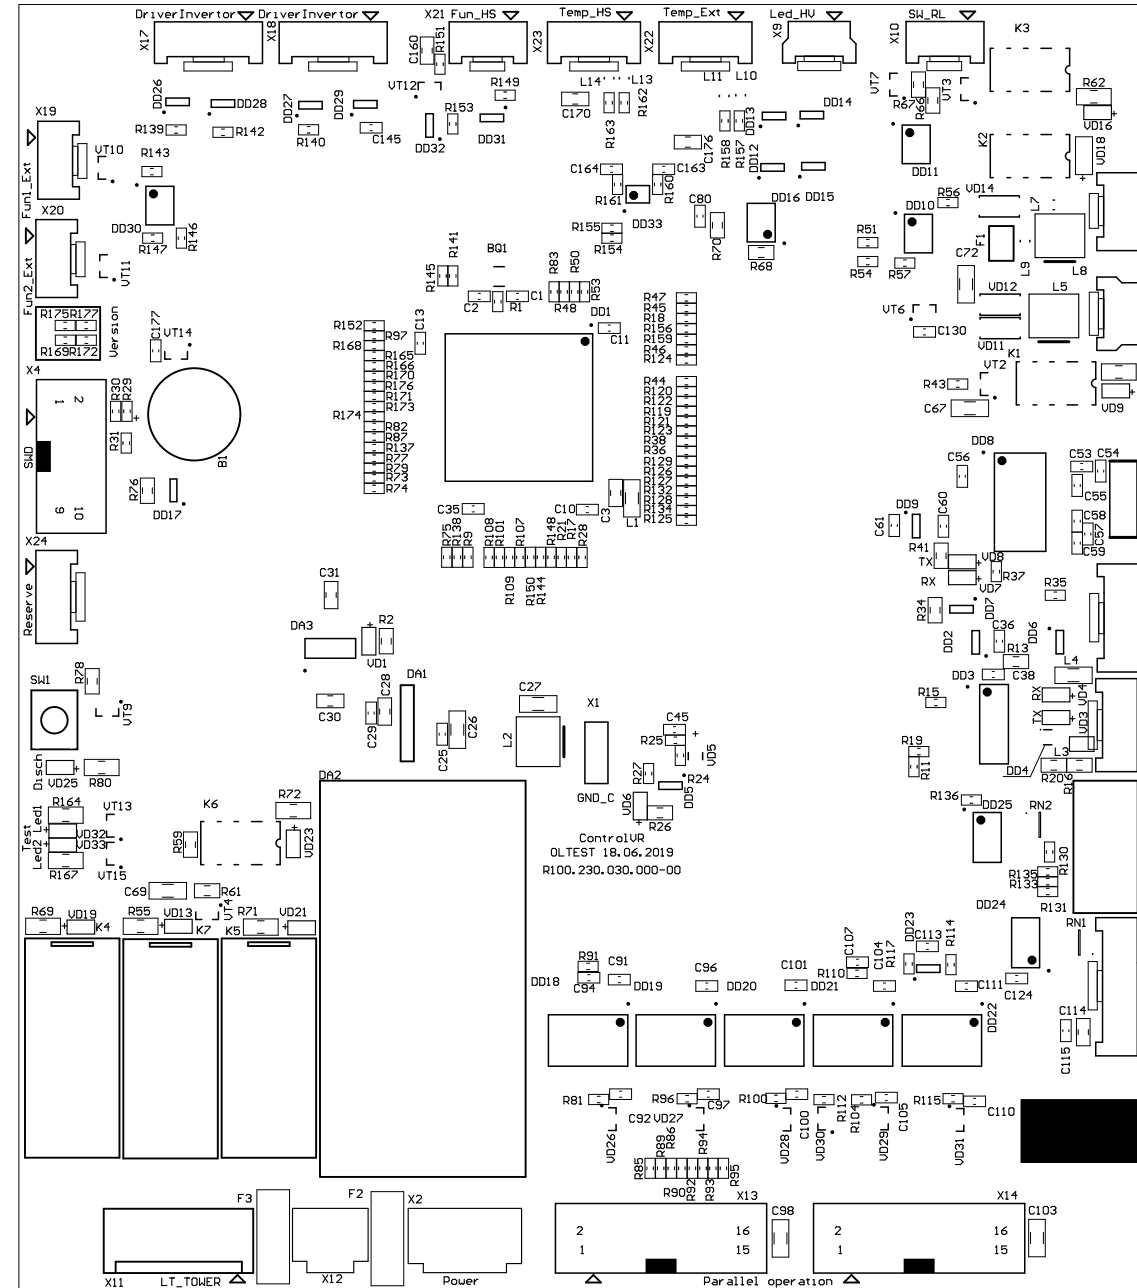 DriverInvertor
DriverInvertor
X21
Fun_HS
Temp_HS
Temp_Ext
Led_HV
SW_RL
X17
X18
C160
R151
X23
X22
X9
X10
K3
VT12
R149
L14
L13
L11
L10
VT7
VT3
R62
DD26
DD28
DD27
DD29
R153
C170
R162
R163
DD13
DD14
R67
R66
VD16
X19
R139
R142
R140
C145
DD32
DD31
C176
R158
R157
DD12
DD11
K2
VD18
VT10
R143
C164
C163
Fun1_Ext
X20
R161
R160
DD33
C80
DD16
DD15
R56
VD14
L7
DD30
R147
R146
R155
R154
R70
R68
DD10
R51
R54
R57
C72
F1
L9
L8
VT11
R141
R145
BQ1
R83
R50
R53
R48
Fun2_Ext
C2
R1
C1
DD1
C11
VD12
L5
VT6
C130
VD11
R175
R177
R169
R172
Version
C177
VT14
R152
R97
R168
R165
R166
R170
R176
R171
R173
R174
R82
R87
R137
R77
R79
R73
R74
C13
R47
R45
R18
R156
R159
R46
R124
R44
R120
R122
R119
R121
R123
R38
R36
R129
R126
R127
R132
R128
R134
R125
VT2
K1
R43
C67
VD9
X4
2
1
SWD
9
10
R30
R29
R31
B1
R76
DD17
C35
C10
C3
L1
DD8
C56
C53
C54
C55
C58
C57
C59
DD9
C61
C60
R41
X24
R75
R138
R9
R108
R101
R107
R148
R21
R17
R28
R109
R150
R144
TX
VD8
RX
VD7
R37
Reserve
C31
DA3
R2
VD1
R34
DD7
R35
DD2
C36
DD6
R13
L4
R78
SW1
VT9
DA1
C28
C30
C29
C25
C26
C27
L2
X1
GND_C
DD3
C38
R15
RX
VD4
TX
VD3
C45
R25
VD5
R27
R24
DD5
VD6
R26
R19
R11
L3
DD4
R20
R16
Disch
VD25
R80
DA2
R136
DD25
RN2
Test
Led1
Led2
R164
VD32
VD33
R167
VT13
VT15
K6
R72
R59
VD23
ControlVR
OLTEST 18.06.2019
R100.230.030.000-00
R130
R135
R133
C69
R61
VT4
R131
DD24
R69
VD19
K4
R55
VD13
K7
R71
VD21
K5
DD23
C113
R114
RN1
C107
C104
R117
R110
R91
C94
C91
DD18
DD19
C96
DD20
C101
DD21
C111
DD22
C124
C114
C115
R81
C92
VD26
R96
VD27
C97
R94
R100
C100
VD28
VD30
R112
R104
VD29
C105
R115
C110
VD31
R85
R89
R86
R90
R92
R93
R95
F3
F2
X2
X13
X14
C98
C103
2
16
1
15
2
16
1
15
X11
LT_TOWER
X12
Power
Parallel operation